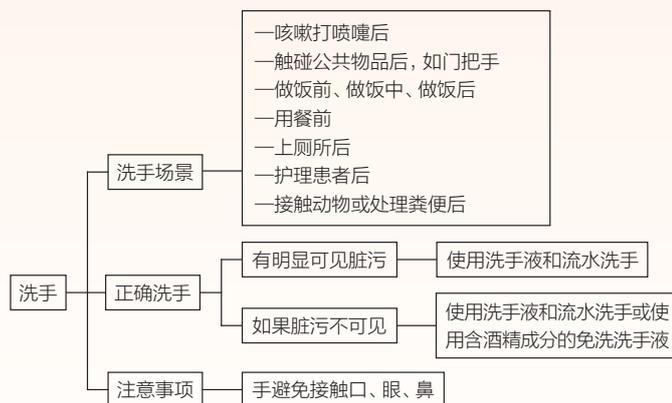 —咳嗽打喷嚏后
—触碰公共物品后，如门把手
—做饭前、做饭中、做饭后
—用餐前
—上厕所后
—护理患者后
—接触动物或处理粪便后
洗手场景
有明显可见脏污
使用洗手液和流水洗手
洗手
正确洗手
如果脏污不可见
使用洗手液和流水洗手或使
用含酒精成分的免洗洗手液
注意事项
手避免接触口、眼、鼻